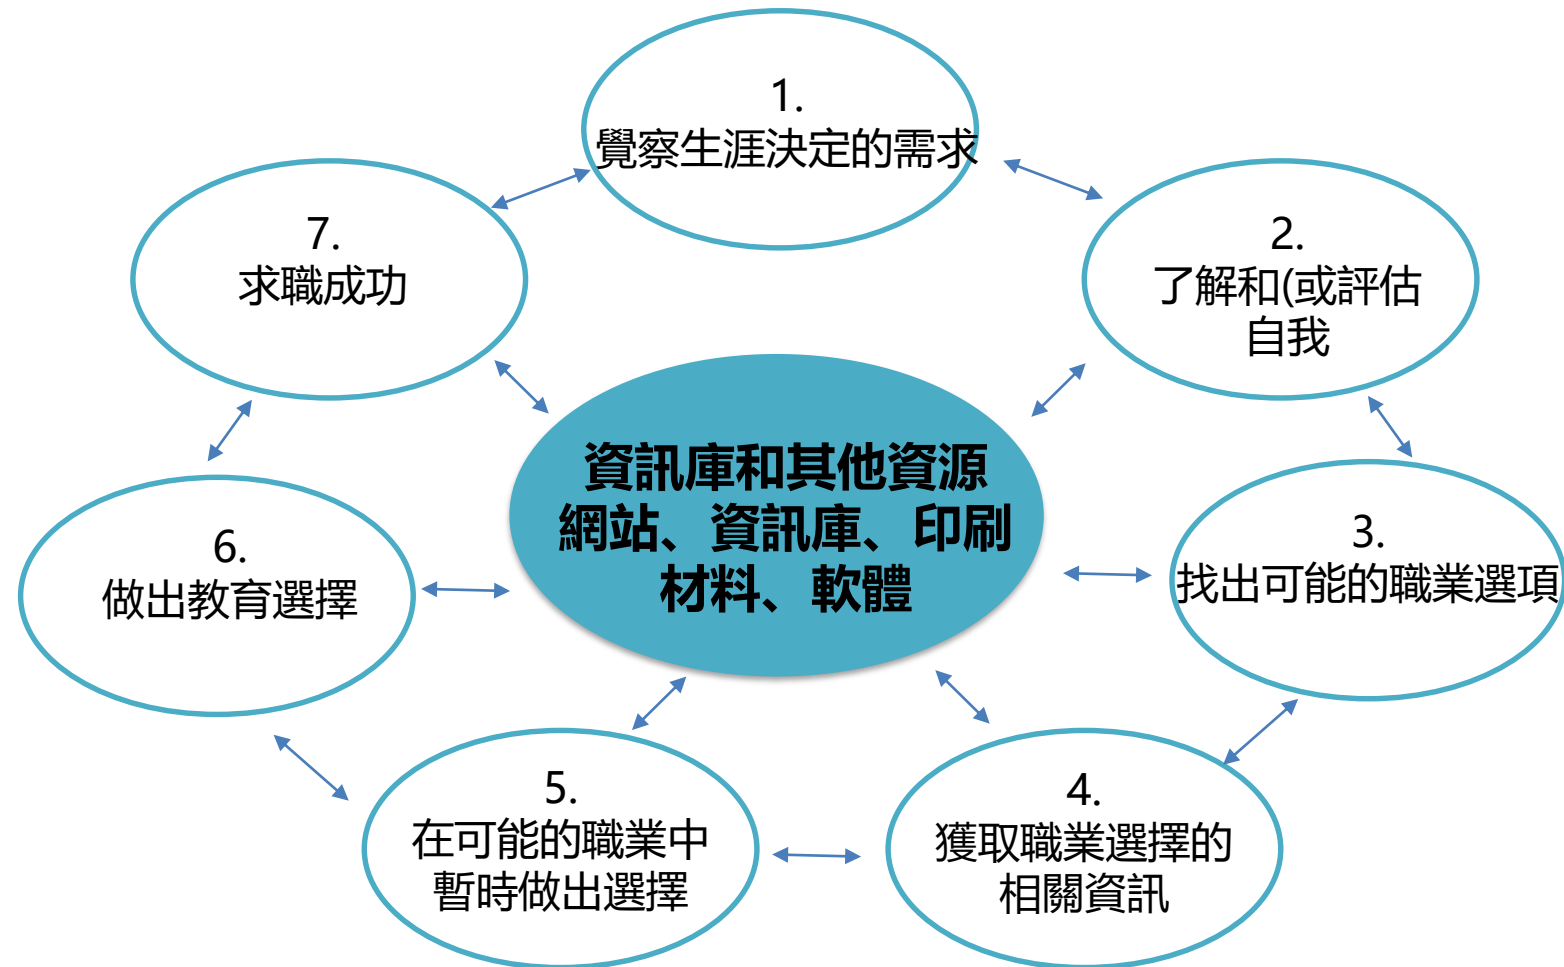 1.
覺察生涯決定的需求
2.
了解和(或評估
自我
3.
找出可能的職業選項
4.
獲取職業選擇的
相關資訊
5.
在可能的職業中
暫時做出選擇
6.
做出教育選擇
7.
求職成功
資訊庫和其他資源
網站、資訊庫、印刷
材料、軟體